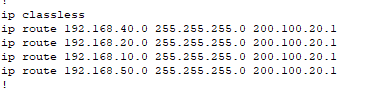 !
ip classless
ip route 192.168.40.0 255.255.255.0 200.100.20.1
ip route 192.168.20.0 255.255.255.0 200.100.20.1
ip route 192.168.10.0 255.255.255.0 200.100.20.1
ip route 192.168.50.0 255.255.255.0 200.100.20.1
!